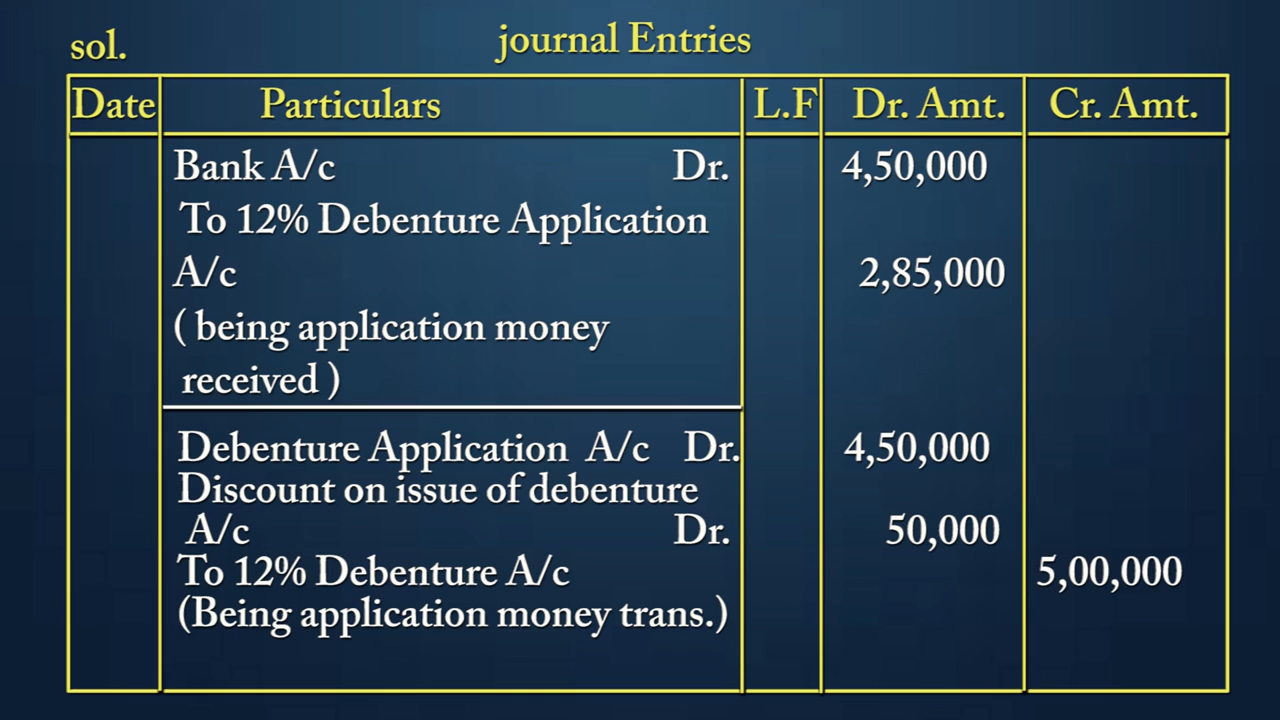 sol.
journal Entries
Date Particulars L.F Dr. Amt. Cr. Amt.
Bank A/c Dr. 4,50,000
To 12% Debenture Application
A/c 2,85,000
( being application money
received )
Debenture Application A/c Dr. 4,50,000
Discount on issue of debenture
A/c Dr. 50,000
To 12% Debenture A/c 5,00,000
(Being application money trans.)